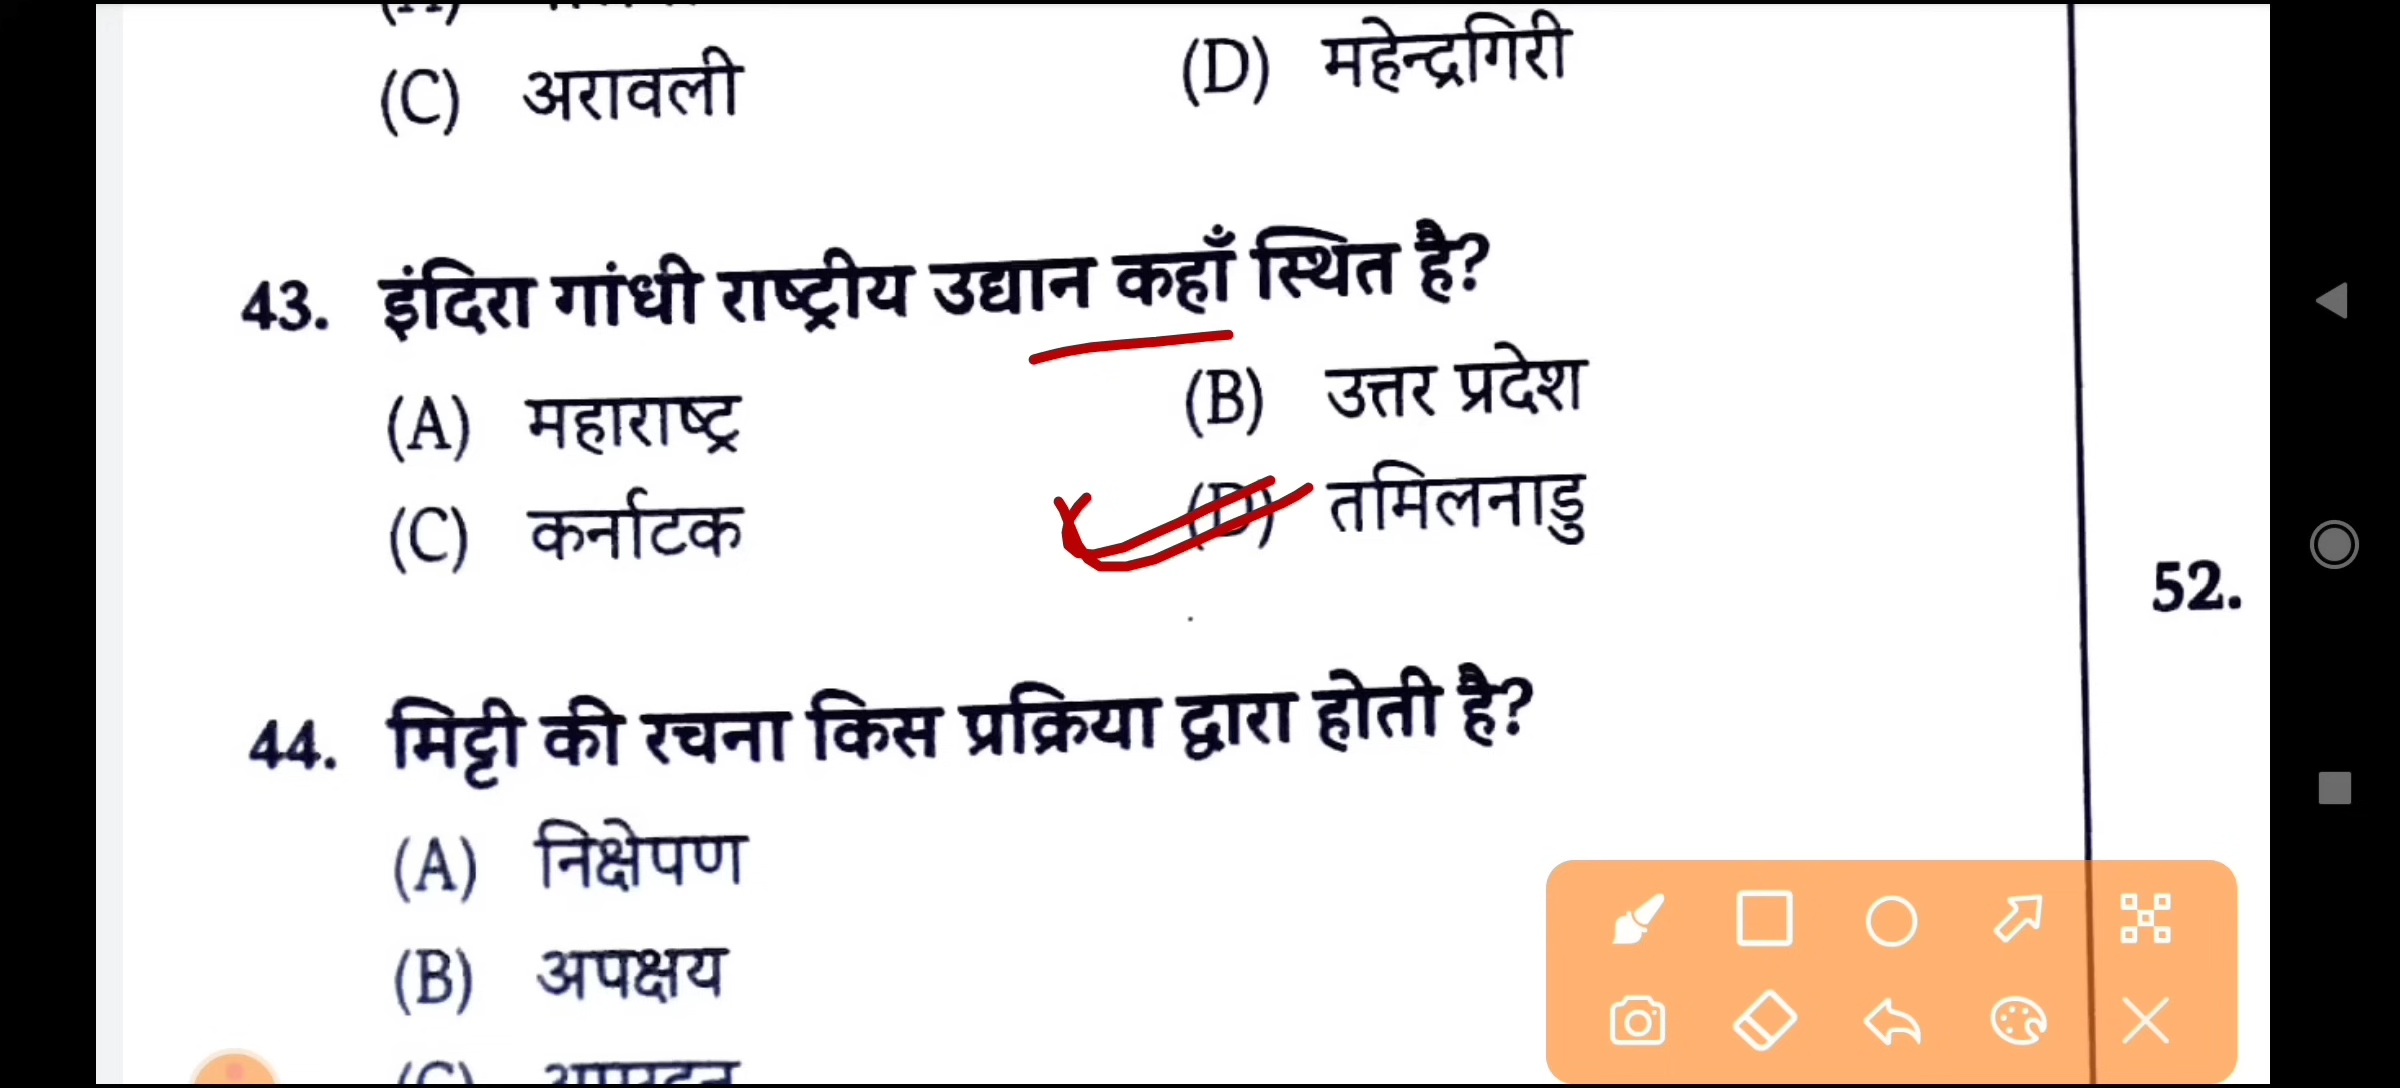 (C) अरावली
(D) महेन्द्रगिरी
43. इंदिरा गांधी राष्ट्रीय उद्यान कहाँ स्थित है?
(A) महाराष्ट्र
(B) उत्तर प्रदेश
(C) कर्नाटक
(D) तमिलनाडु
44. मिट्टी की रचना किस प्रक्रिया द्वारा होती है?
(A) निक्षेपण
(B) अपक्षय
(C)
52.